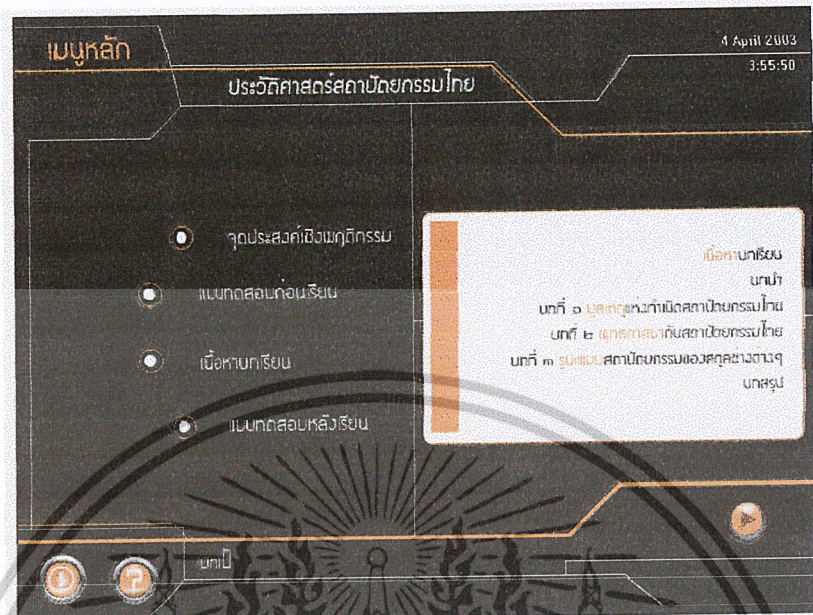 เมนูหลัก
4 April 2003
3:55:50
ประวัติศาสตร์สถาปัตยกรรมไทย
จุดประสงค์เชิงพฤติกรรม
แบบทดสอบก่อนเรียน
เนื้อหาบทเรียน
แบบทดสอบหลังเรียน
เนื้อหาบทเรียน
บทนำ
บทที่ ๑ มูลเหตุแห่งกำเนิดสถาปัตยกรรมไทย
บทที่ ๒ พุทธศาสนากับสถาปัตยกรรมไทย
บทที่ ๓ รูปแบบสถาปัตยกรรมของสกุลช่างต่างๆ
บทสรุป
?